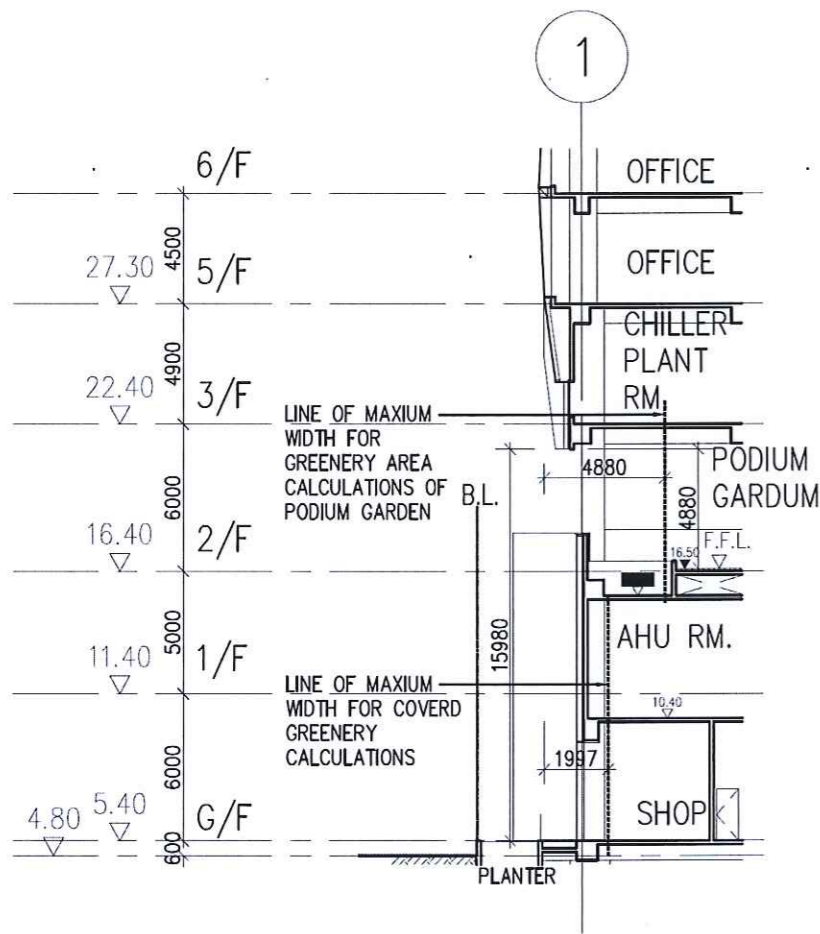 1
6/F
OFFICE
4500
27.30
5/F
OFFICE
4900
CHILLER
PLANT
RM
22.40
3/F
LINE OF MAXIUM
WIDTH FOR
GREENERY AREA
CALCULATIONS OF
PODIUM GARDEN
4880
PODIUM
GARDUM
4880
B.L.
6000
16.40
2/F
16.50
F.F.L.
5000
15980
AHU RM.
11.40
1/F
LINE OF MAXIUM
WIDTH FOR COVERD
GREENERY
CALCULATIONS
10.40
6000
1997
SHOP
4.80
5.40
G/F
600
PLANTER